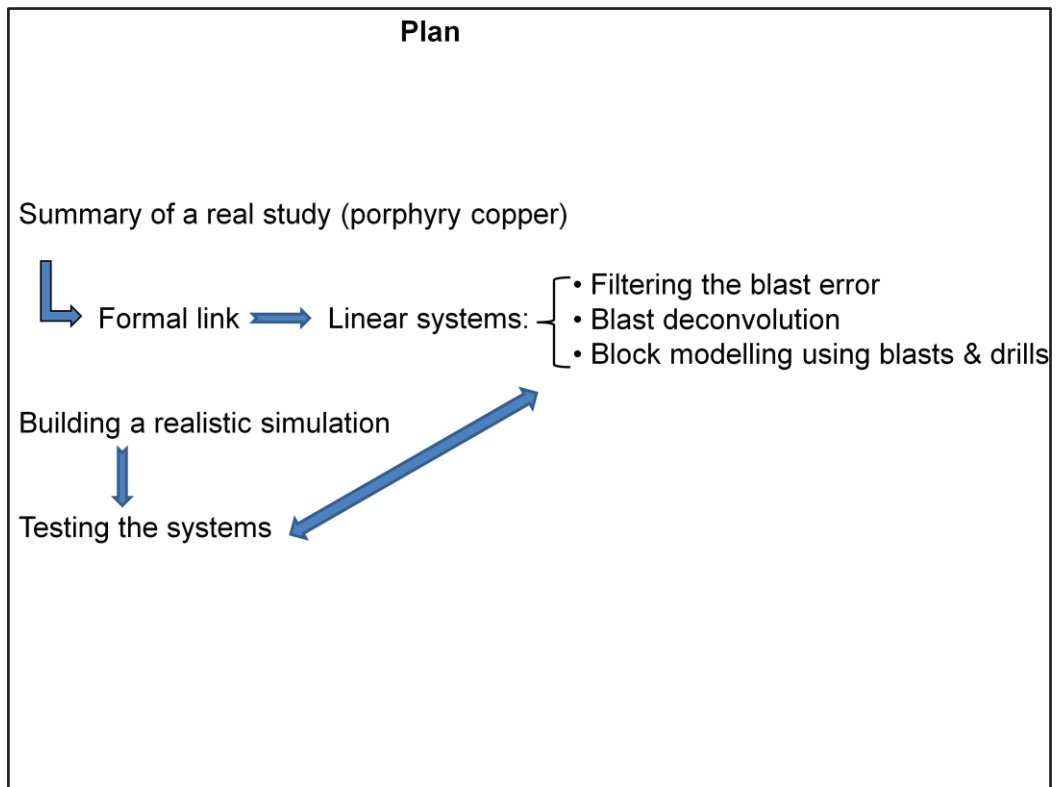 Plan
Summary of a real study (porphyry copper)
Formal link
Linear systems:
• Filtering the blast error
• Blast deconvolution
• Block modelling using blasts & drills
Building a realistic simulation
Testing the systems